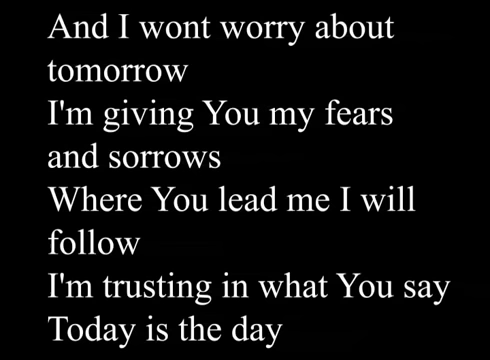 And I wont worry about
tomorrow
I'm giving You my fears
and sorrows
Where You lead me I will
follow
I'm trusting in what You say
Today is the day